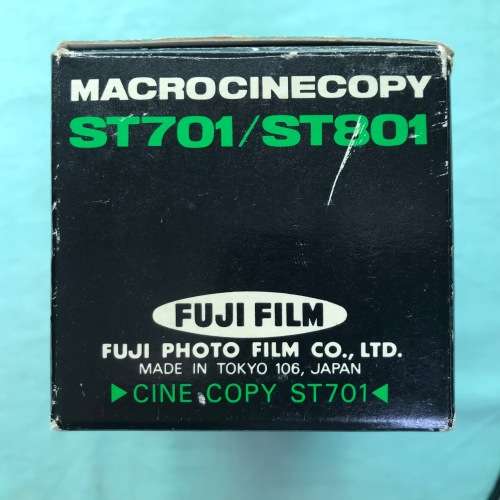 MACROCINECOPY
ST701/ST801
FUJI FILM
FUJI PHOTO FILM CO., LTD.
MADE IN TOKYO 106, JAPAN
▶CINE COPY ST701◀